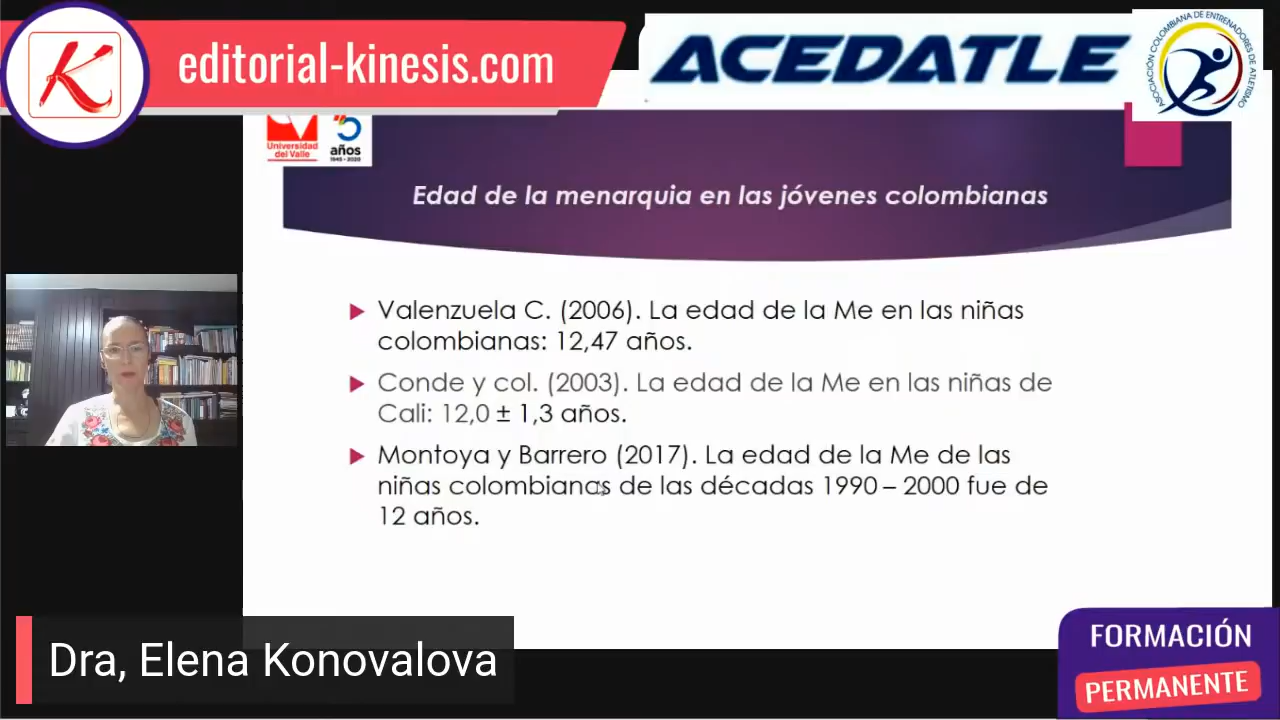 K
editorial-kinesis.com
ACEDATLE
ASOCIACIÓN COLOMBIANA DE ENTRENADORES DE ATLETISMO
Universidad
del Valle
75
años
1945 - 2020
Edad de la menarquia en las jóvenes colombianas
Valenzuela C. (2006). La edad de la Me en las niñas
colombianas: 12,47 años.
Conde y col. (2003). La edad de la Me en las niñas de
Cali: 12,0 ± 1,3 años.
Montoya y Barrero (2017). La edad de la Me de las
niñas colombianas de las décadas 1990 – 2000 fue de
12 años.
Dra, Elena Konovalova
FORMACIÓN
PERMANENTE